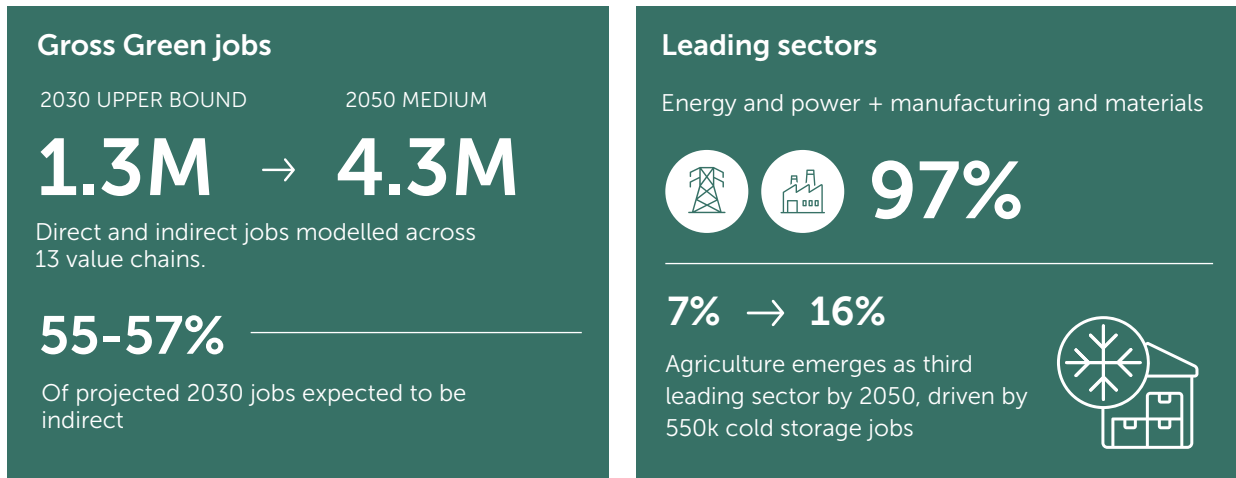 Gross Green jobs
2030 UPPER BOUND
2050 MEDIUM
1.3M → 4.3M
Direct and indirect jobs modelled across
13 value chains.
55-57%
Of projected 2030 jobs expected to be
indirect
Leading sectors
Energy and power + manufacturing and materials
97%
7% → 16%
Agriculture emerges as third
leading sector by 2050, driven by
550k cold storage jobs